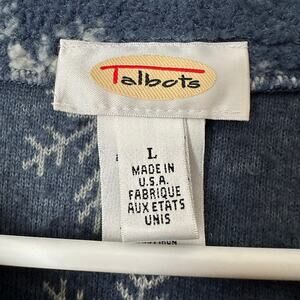 Talbots
L
MADE IN
U.S.A.
FABRIQUE
AUX ETATS
UNIS